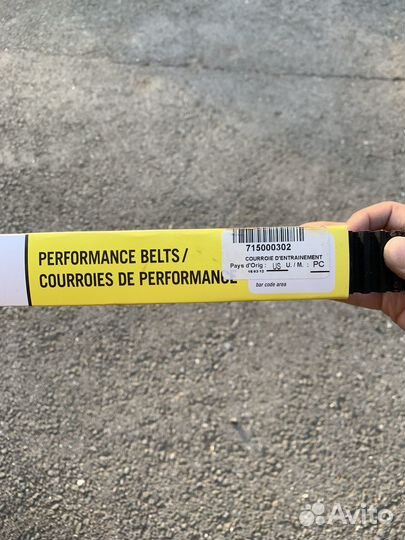 PERFORMANCE BELTS/
COURROIES DE PERFORMANCE
715000302
COURROIE D'ENTRAINEMENT
Pays d'Orig : US U. / M. : PC
bar code area
Avito